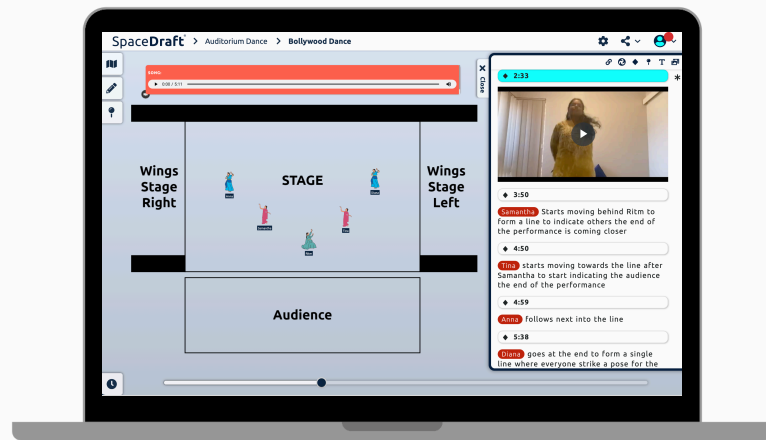 SpaceDraft > Auditorium Dance > Bollywood Dance
SONG
0:00 / 5:11
Close
2:33
Wings
Stage
Right
STAGE
Wings
Stage
Left
Samantha
Tina
Audience
3:50
Samantha Starts moving behind Ritm to
form a line to indicate others the end of
the performance is coming closer
4:50
Tina starts moving towards the line after
Samantha to start indicating the audience
the end of the performance
4:59
Anna follows next into the line
5:38
Diana goes at the end to form a single
line where everyone strike a pose for the